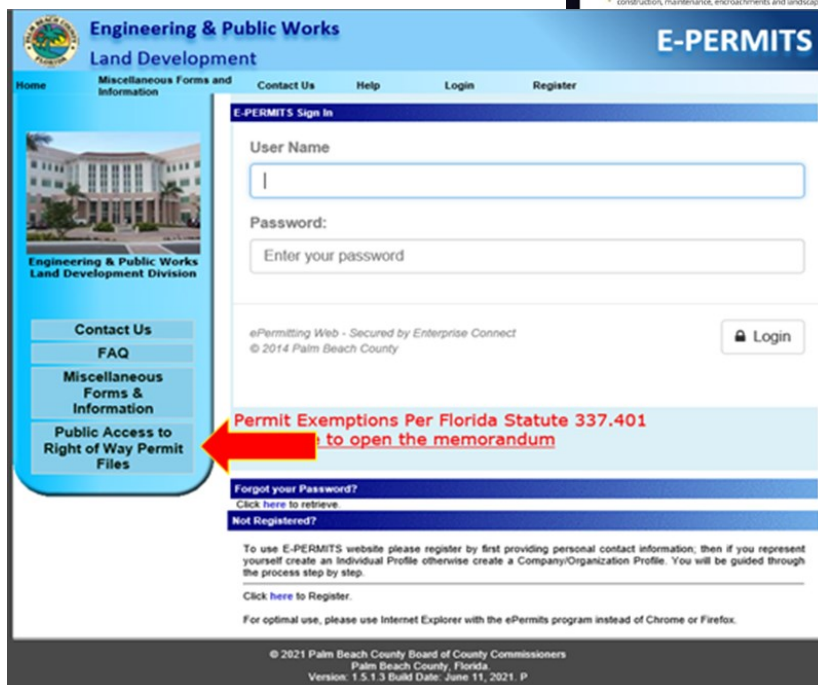 construction, maintenance, encroachments and landscap
Engineering & Public Works
Land Development
E-PERMITS
Home
Miscellaneous Forms and
Information
Contact Us
Help
Login
Register
E-PERMITS Sign In
User Name
Password:
Enter your password
Engineering & Public Works
Land Development Division
Contact Us
FAQ
Miscellaneous
Forms &
Information
Public Access to
Right of Way Permit
Files
ePermitting Web - Secured by Enterprise Connect
© 2014 Palm Beach County
Login
Permit Exemptions Per Florida Statute 337.401
to open the memorandum
Forgot your Password?
Click here to retrieve.
Not Registered?
To use E-PERMITS website please register by first providing personal contact information; then if you represent
yourself create an Individual Profile otherwise create a Company/Organization Profile. You will be guided through
the process step by step.
Click here to Register.
For optimal use, please use Internet Explorer with the ePermits program instead of Chrome or Firefox.
© 2021 Palm Beach County Board of County Commissioners
Palm Beach County, Florida.
Version: 1.5.1.3 Build Date: June 11, 2021. P